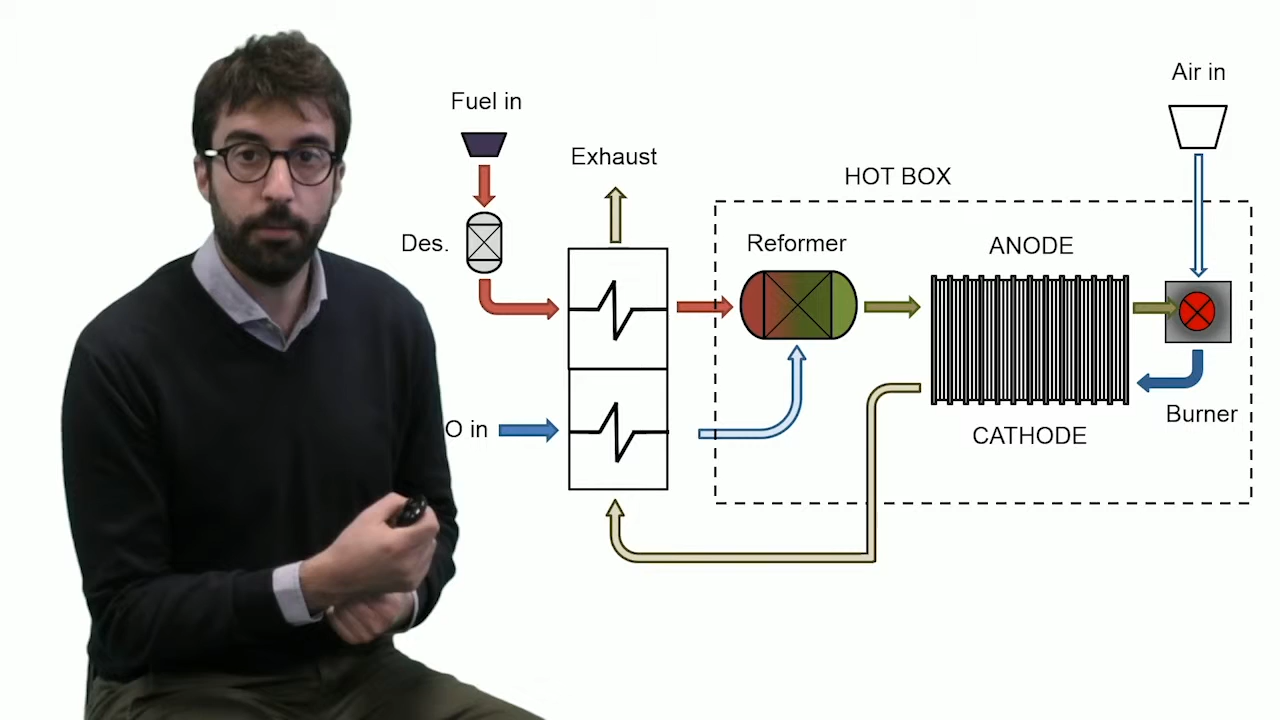 Air in
Fuel in
Exhaust
HOT BOX
Des.
Reformer
ANODE
O in
Burner
CATHODE